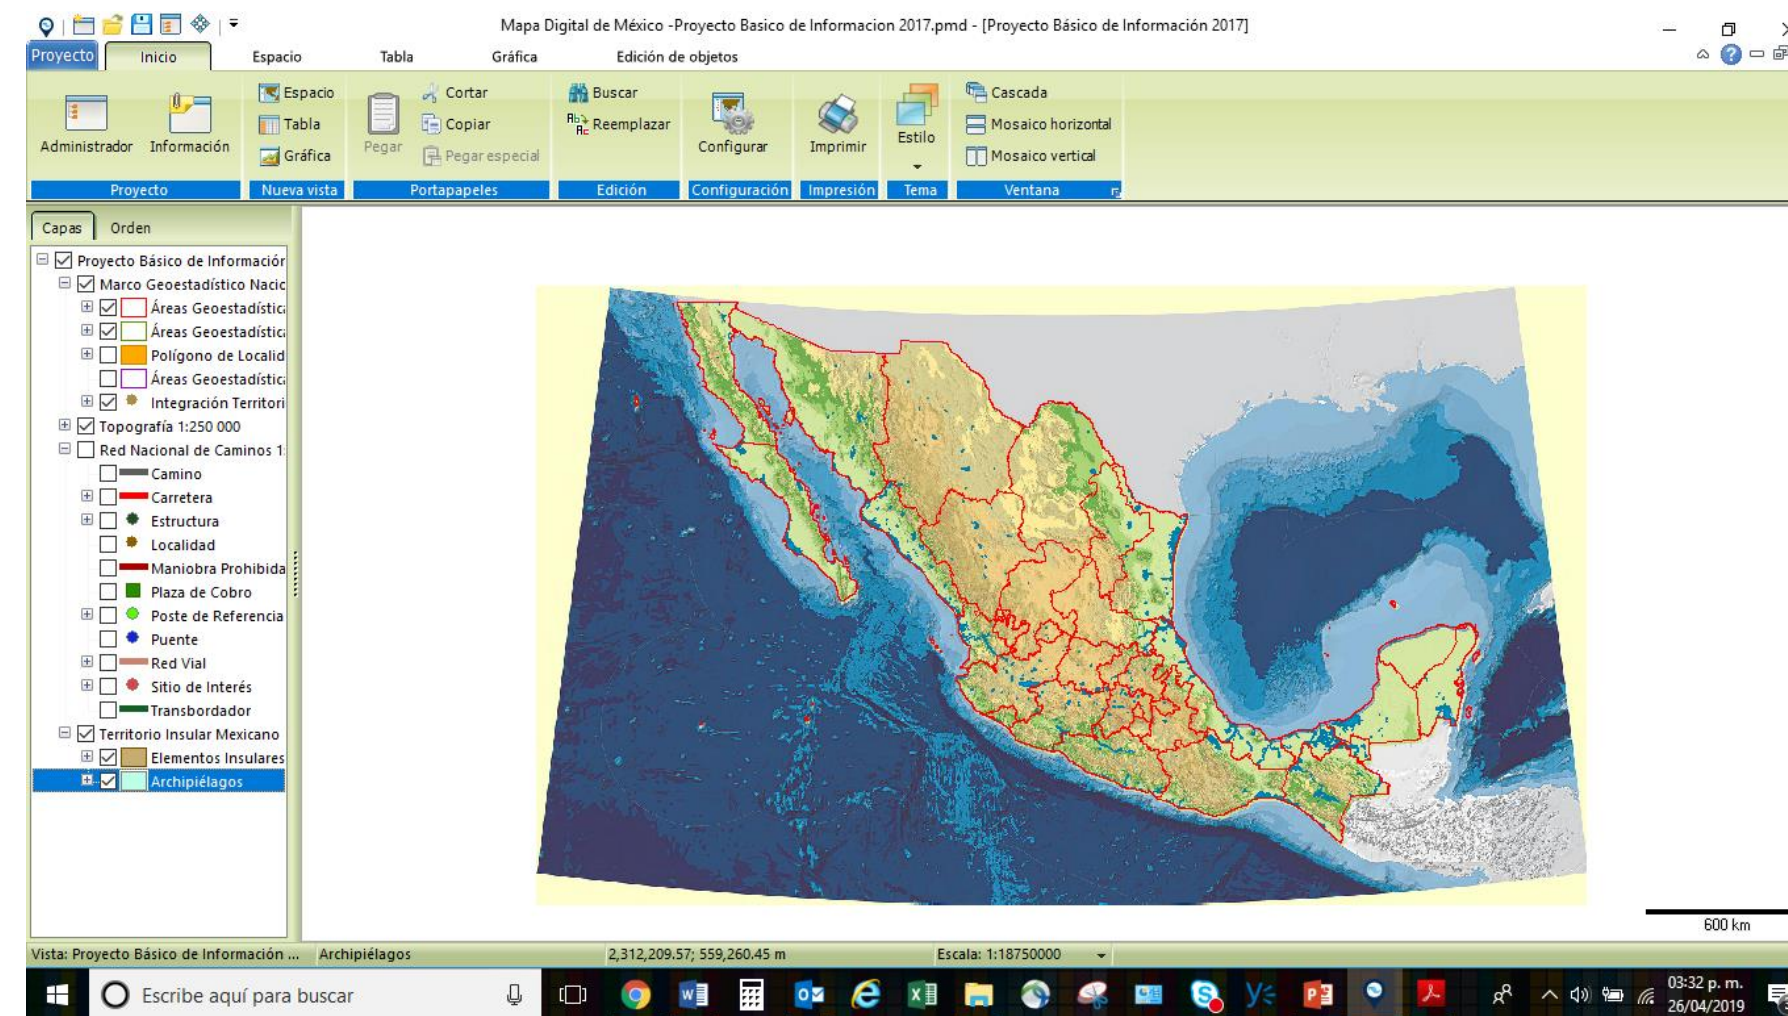 Mapa Digital de México -Proyecto Basico de Informacion 2017.pmd - [Proyecto Básico de Información 2017]
Proyecto Inicio Espacio Tabla Gráfica Edición de objetos
Espacio Cortar Buscar Cascada
Tabla Copiar Reemplazar Mosaico horizontal
Administrador Información Gráfica Pegar Pegar especial Configurar Imprimir Estilo Mosaico vertical
Proyecto Nueva vista Portapapeles Edición Configuración Impresión Tema Ventana
Capas Orden
Proyecto Básico de Información
Marco Geoestadístico Nacic
Áreas Geoestadístic
Áreas Geoestadístic
Polígono de Localid
Áreas Geoestadístic
Integración Territori
Topografía 1:250 000
Red Nacional de Caminos 1:
Camino
Carretera
Estructura
Localidad
Maniobra Prohibida
Plaza de Cobro
Poste de Referencia
Puente
Red Vial
Sitio de Interés
Transbordador
Territorio Insular Mexicano
Elementos Insulares
Archipiélagos
600 km
Vista: Proyecto Básico de Información ... Archipiélagos 2,312,209.57; 559,260.45 m Escala: 1:18750000
Escribe aquí para buscar
03:32 p. m.
26/04/2019